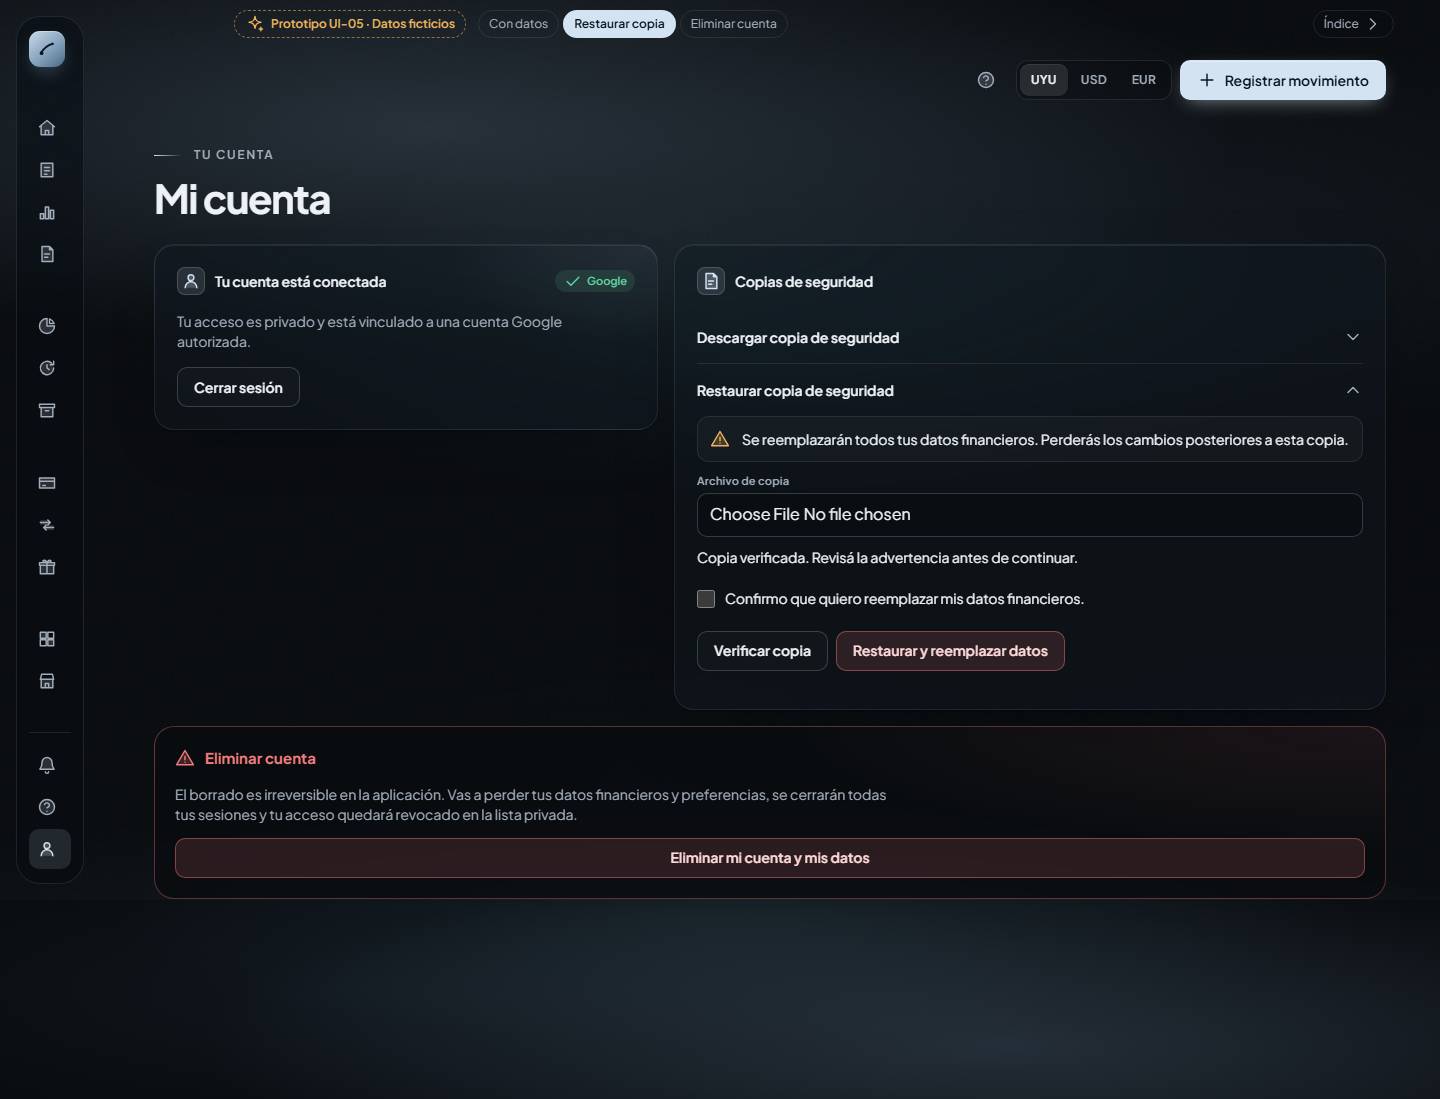 Prototipo UI-05 · Datos ficticios
Con datos
Restaurar copia
Eliminar cuenta
Índice
UYU
USD
EUR
Registrar movimiento
TU CUENTA
Mi cuenta
Tu cuenta está conectada
Google
Tu acceso es privado y está vinculado a una cuenta Google
autorizada.
Cerrar sesión
Copias de seguridad
Descargar copia de seguridad
Restaurar copia de seguridad
Se reemplazarán todos tus datos financieros. Perderás los cambios posteriores a esta copia.
Archivo de copia
Choose File No file chosen
Copia verificada. Revisá la advertencia antes de continuar.
Confirmo que quiero reemplazar mis datos financieros.
Verificar copia
Restaurar y reemplazar datos
Eliminar cuenta
El borrado es irreversible en la aplicación. Vas a perder tus datos financieros y preferencias, se cerrarán todas
tus sesiones y tu acceso quedará revocado en la lista privada.
Eliminar mi cuenta y mis datos